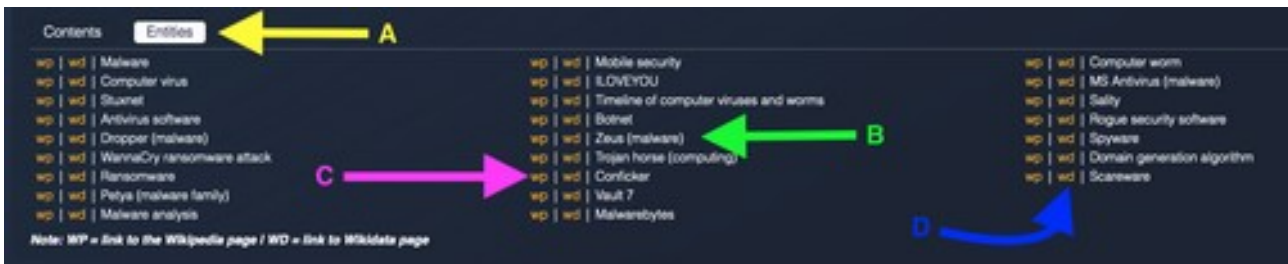 Contents Entities A
wp | wd | Malware
wp | wd | Computer virus
wp | wd | Stuxnet
wp | wd | Antivirus software
wp | wd | Dropper (malware)
wp | wd | WannaCry ransomware attack
wp | wd | Ransomware
wp | wd | Petya (malware family)
wp | wd | Malware analysis
wp | wd | Mobile security
wp | wd | ILOVEYOU
wp | wd | Timeline of computer viruses and worms
wp | wd | Botnet
wp | wd | Zeus (malware) B
wp | wd | Trojan horse (computing)
C wp | wd | Conficker
wp | wd | Vault 7
wp | wd | Malwarebytes
wp | wd | Computer worm
wp | wd | MS Antivirus (malware)
wp | wd | Sality
wp | wd | Rogue security software
wp | wd | Spyware
wp | wd | Domain generation algorithm
wp | wd | Scareware
D
Note: WP = link to the Wikipedia page / WD = link to Wikidata page